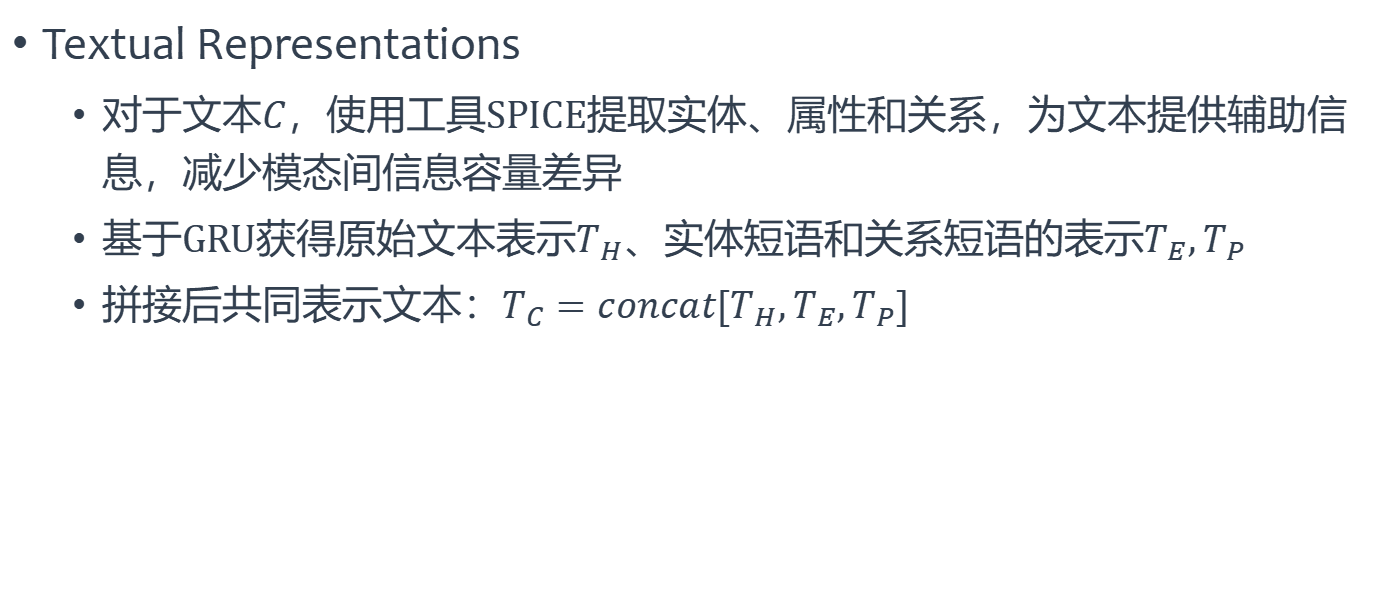 • Textual Representations
• 对于文本C，使用工具SPICE提取实体、属性和关系，为文本提供辅助信
息，减少模态间信息容量差异
• 基于GRU获得原始文本表示T_H、实体短语和关系短语的表示T_E, T_P
• 拼接后共同表示文本：T_C = concat[T_H, T_E, T_P]